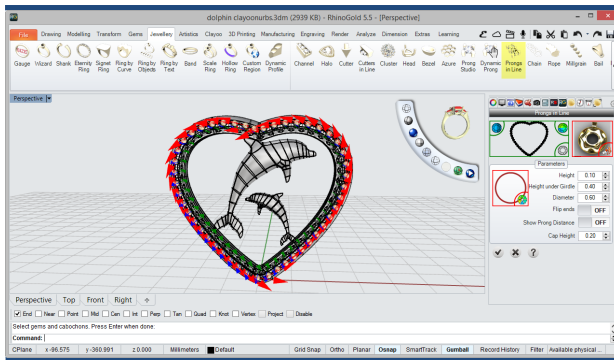 dolphin clayoonurbs.3dm (2939 KB) - RhinoGold 5.5 - [Perspective]
File Drawing Modelling Transform Gems Jewellery Artistica Clayoo 3D Printing Manufacturing Engraving Render Analyze Dimension Extras Learning
Gauge Wizard Shank Eternity Ring Signet Ring Ring by Curve Ring by Objects Ring by Text Band Scale Ring Hollow Ring Custom Region Dynamic Profile Channel Halo Cutter Cutters in Line Cluster Head Bezel Azure Prong Studio Dynamic Prong Prongs in Line Chain Rope Millgrain Bail
Perspective
Prongs in Line
Parameters
Height 0.10
Height under Girdle 0.40
Diameter 0.60
Flip ends OFF
Show Prong Distance OFF
Cap Height 0.20
Perspective Top Front Right
End Near Point Mid Cen Int Perp Tan Quad Knot Vertex Project Disable
Select gems and cabochons. Press Enter when done:
Command:
CPlane x -96.575 y -360.991 z 0.000 Millimeters Default Grid Snap Ortho Planar Osnap SmartTrack Gumball Record History Filter Available physical ...